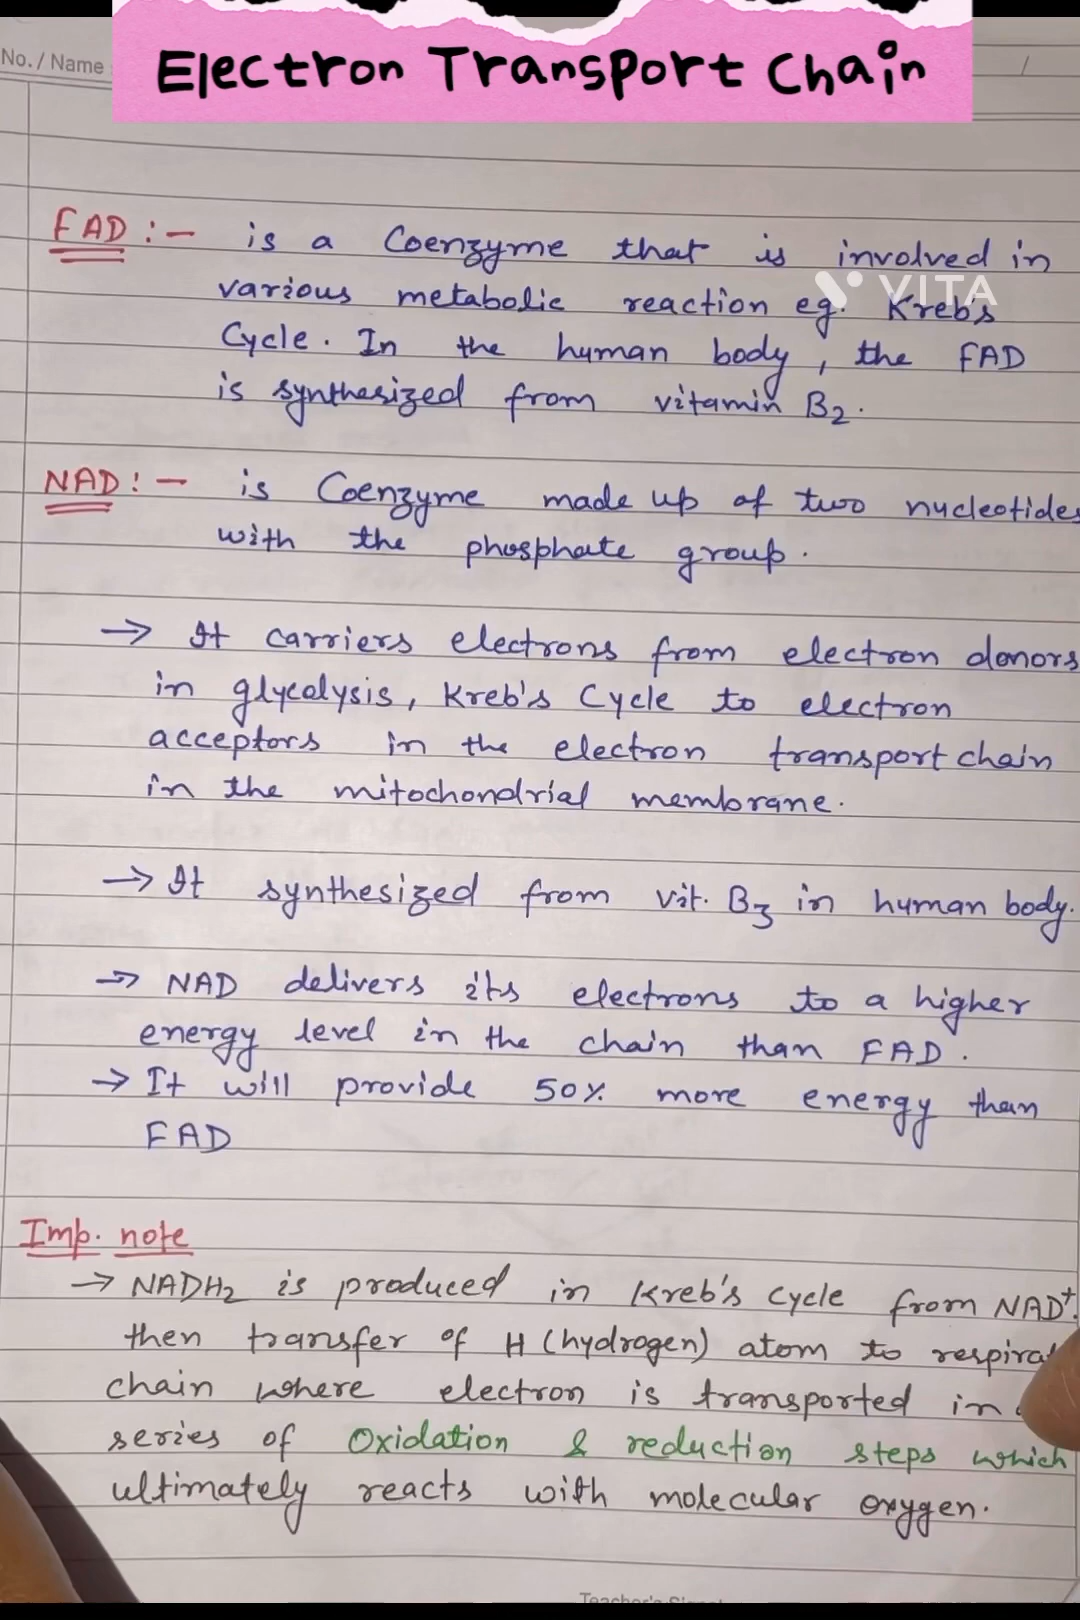 Electron Transport Chain
No. / Name
FAD :- is a Coenzyme that is involved in
VITA
various metabolic reaction eg. Kreb's
Cycle. In the human body, the FAD
is synthesized from vitamin B2.
NAD :- is Coenzyme made up of two nucleotides
with the phosphate group.
→ It carriers electrons from electron donors
in glycolysis, Kreb's Cycle to electron
acceptors in the electron transport chain
in the mitochondrial membrane.
→ It synthesized from vit. B3 in human body.
→ NAD delivers its electrons to a higher
energy level in the chain than FAD.
→ It will provide 50% more energy than
FAD
Imp. note
→ NADH2 is produced in Kreb's cycle from NAD+.
then transfer of H (hydrogen) atom to
chain where electron is transported in
series of Oxidation & reduction steps which
ultimately reacts with molecular oxygen.
Teacher's